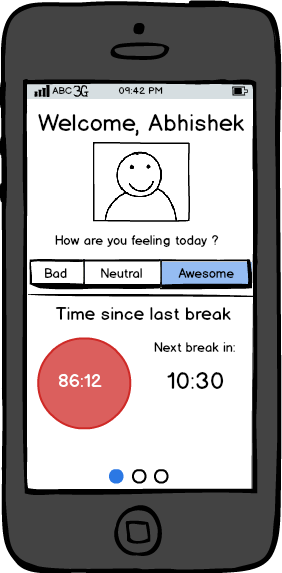 ABC 3G 09:42 PM
Welcome, Abhishek
How are you feeling today ?
Bad Neutral Awesome
Time since last break
Next break in:
86:12 10:30